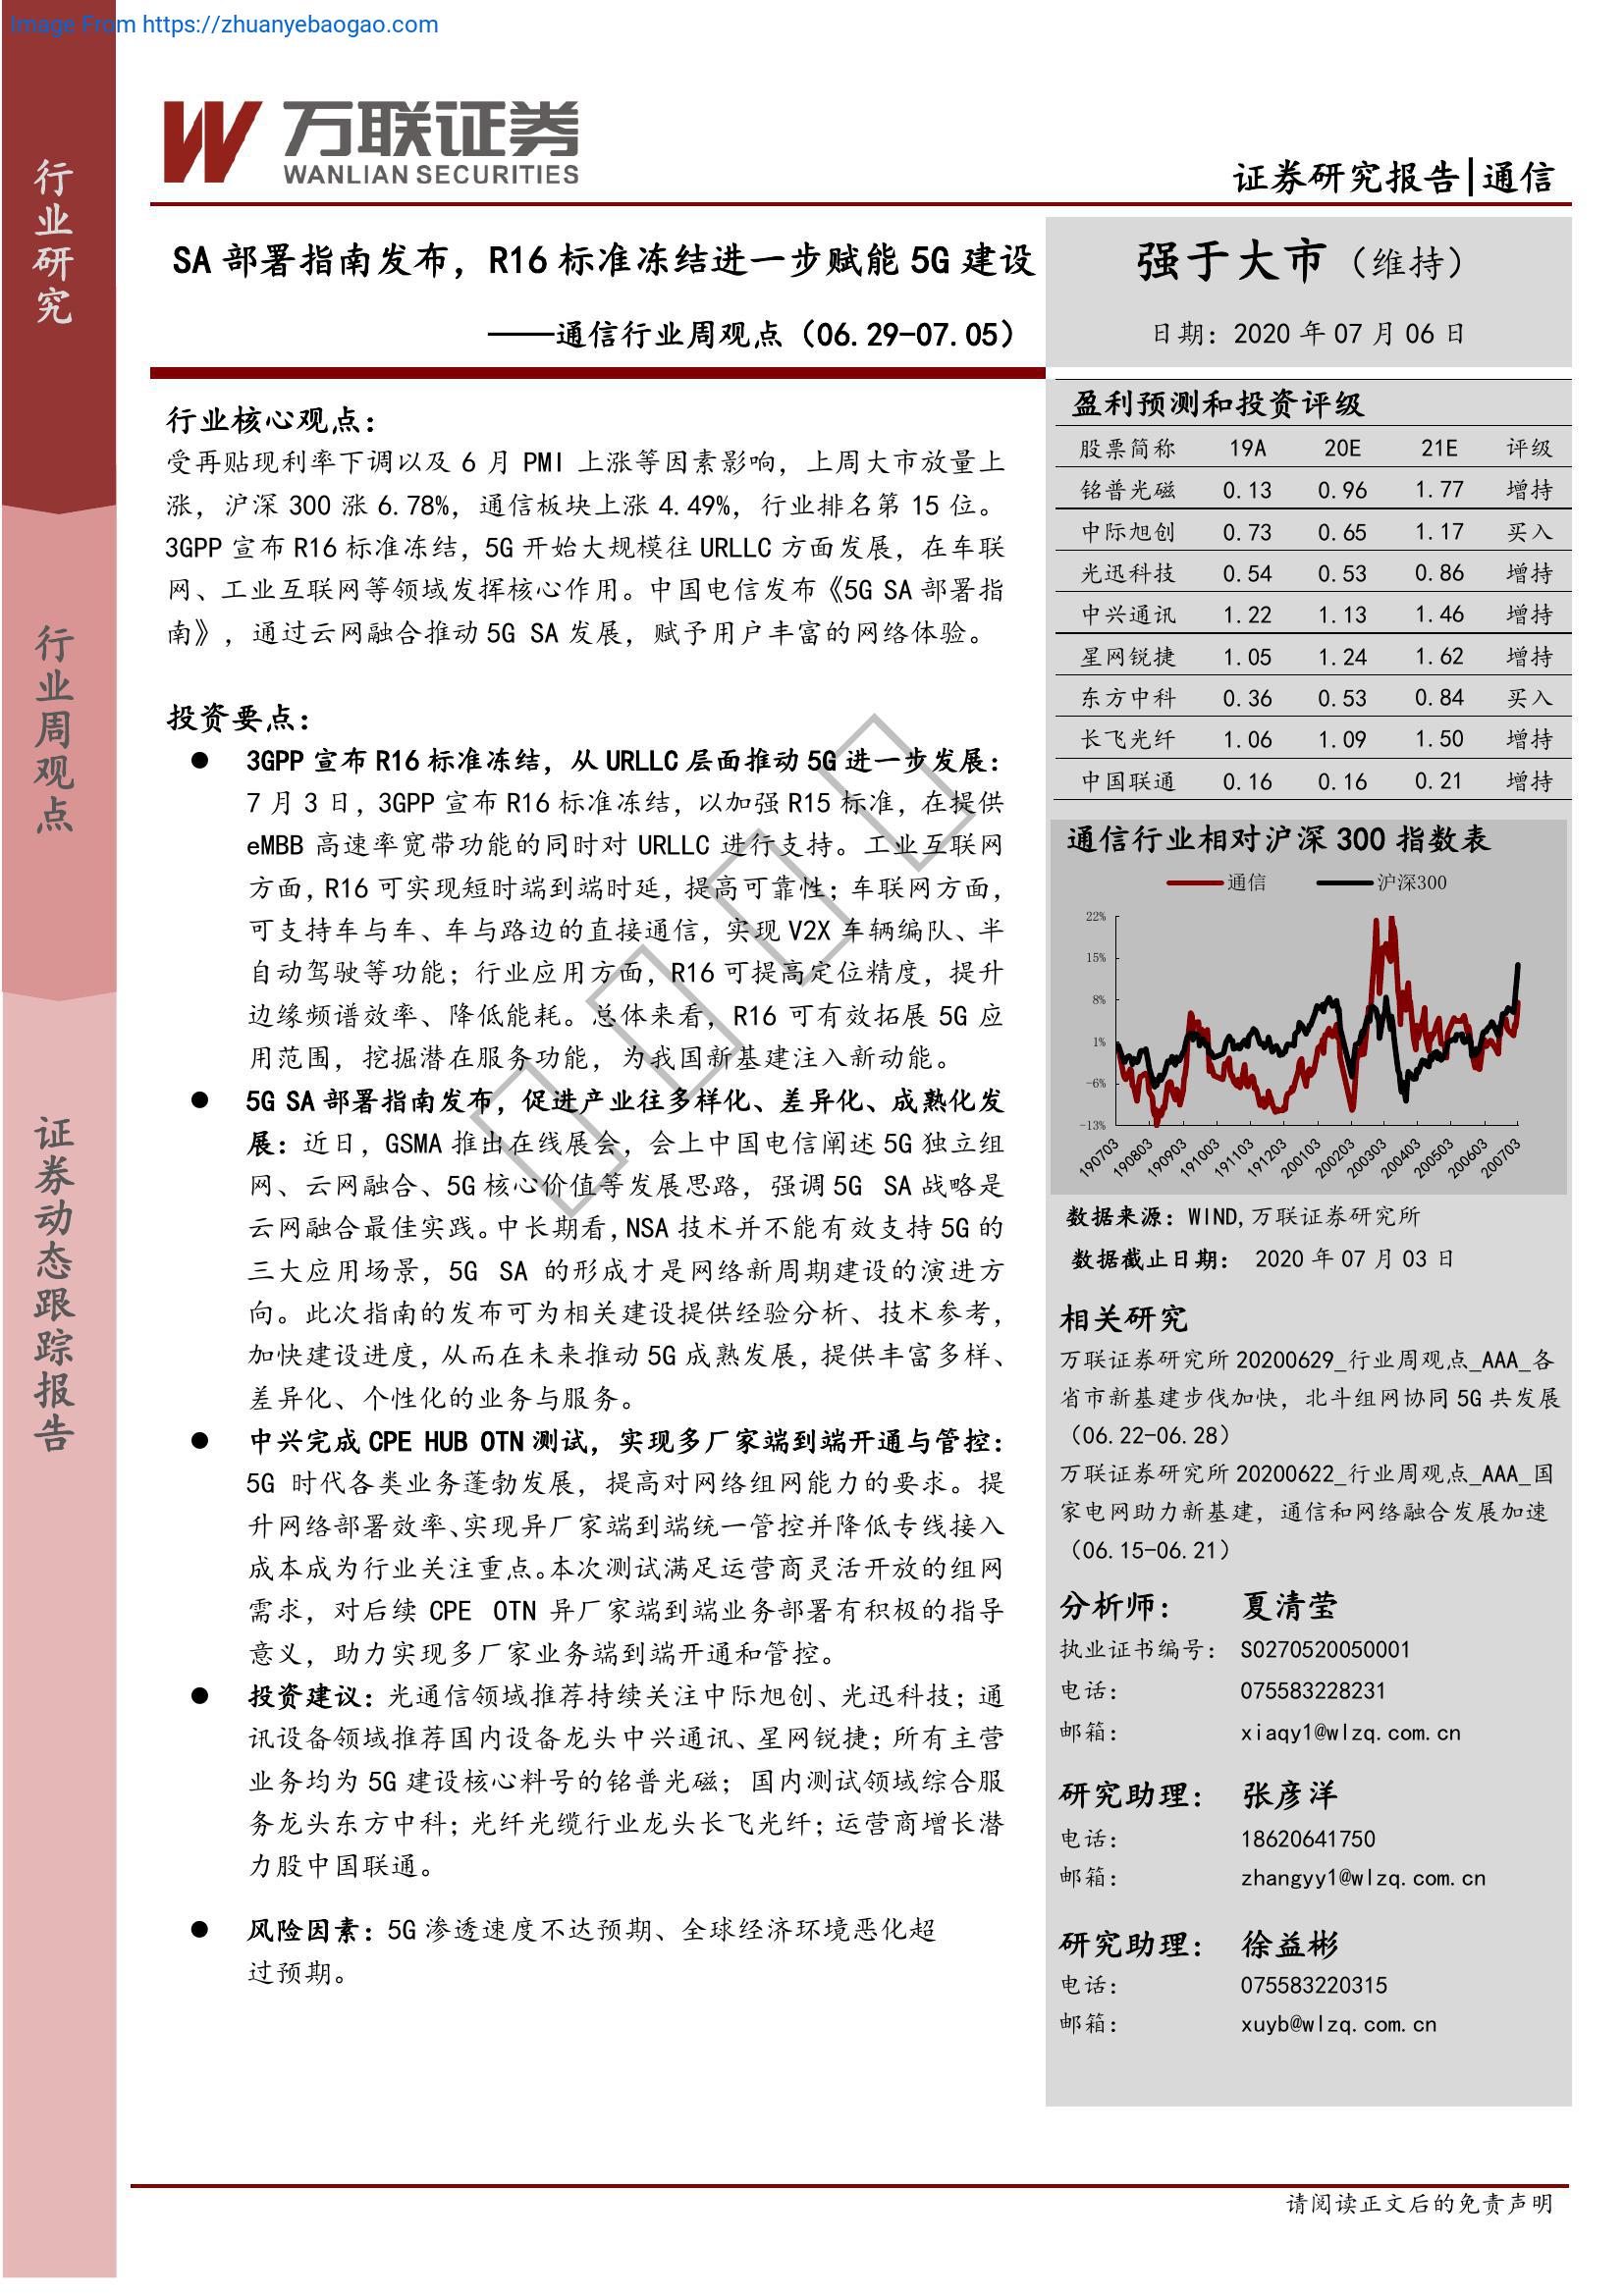 Image From https://zhuanyebaogao.com
行业研究
行业周观点
证券动态跟踪报告
万联证券
WANLIAN SECURITIES
证券研究报告|通信
SA 部署指南发布，R16 标准冻结进一步赋能 5G 建设
——通信行业周观点（06.29-07.05）
强于大市（维持）
日期：2020 年 07 月 06 日
行业核心观点：
受再贴现利率下调以及 6 月 PMI 上涨等因素影响，上周大市放量上
涨，沪深 300 涨 6.78%，通信板块上涨 4.49%，行业排名第 15 位。
3GPP 宣布 R16 标准冻结，5G 开始大规模往 URLLC 方面发展，在车联
网、工业互联网等领域发挥核心作用。中国电信发布《5G SA 部署指
南》，通过云网融合推动 5G SA 发展，赋予用户丰富的网络体验。
投资要点：
● 3GPP 宣布 R16 标准冻结，从 URLLC 层面推动 5G 进一步发展：
7 月 3 日，3GPP 宣布 R16 标准冻结，以加强 R15 标准，在提供
eMBB 高速率宽带功能的同时对 URLLC 进行支持。工业互联网
方面，R16 可实现短时端到端时延，提高可靠性；车联网方面，
可支持车与车、车与路边的直接通信，实现 V2X 车辆编队、半
自动驾驶等功能；行业应用方面，R16 可提高定位精度，提升
边缘频谱效率、降低能耗。总体来看，R16 可有效拓展 5G 应
用范围，挖掘潜在服务功能，为我国新基建注入新动能。
● 5G SA 部署指南发布，促进产业往多样化、差异化、成熟化发
展：近日，GSMA 推出在线展会，会上中国电信阐述 5G 独立组
网、云网融合、5G 核心价值等发展思路，强调 5G SA 战略是
云网融合最佳实践。中长期看，NSA 技术并不能有效支持 5G 的
三大应用场景，5G SA 的形成才是网络新周期建设的演进方
向。此次指南的发布可为相关建设提供经验分析、技术参考，
加快建设进度，从而在未来推动 5G 成熟发展，提供丰富多样、
差异化、个性化的业务与服务。
● 中兴完成 CPE HUB OTN 测试，实现多厂家端到端开通与管控：
5G 时代各类业务蓬勃发展，提高对网络组网能力的要求。提
升网络部署效率、实现异厂家端到端统一管控并降低专线接入
成本成为行业关注重点。本次测试满足运营商灵活开放的组网
需求，对后续 CPE OTN 异厂家端到端业务部署有积极的指导
意义，助力实现多厂家业务端到端开通和管控。
● 投资建议：光通信领域推荐持续关注中际旭创、光迅科技；通
讯设备领域推荐国内设备龙头中兴通讯、星网锐捷；所有主营
业务均为 5G 建设核心料号的铭普光磁；国内测试领域综合服
务龙头东方中科；光纤光缆行业龙头长飞光纤；运营商增长潜
力股中国联通。
● 风险因素：5G 渗透速度不达预期、全球经济环境恶化超
过预期。
盈利预测和投资评级
股票简称 19A 20E 21E 评级
铭普光磁 0.13 0.96 1.77 增持
中际旭创 0.73 0.65 1.17 买入
光迅科技 0.54 0.53 0.86 增持
中兴通讯 1.22 1.13 1.46 增持
星网锐捷 1.05 1.24 1.62 增持
东方中科 0.36 0.53 0.84 买入
长飞光纤 1.06 1.09 1.50 增持
中国联通 0.16 0.16 0.21 增持
通信行业相对沪深 300 指数表
通信 沪深300
22%
15%
8%
1%
-6%
-13%
190703 190803 190903 191003 191103 191203 200103 200203 200303 200403 200503 200603 200703
数据来源：WIND,万联证券研究所
数据截止日期： 2020 年 07 月 03 日
相关研究
万联证券研究所 20200629_行业周观点_AAA_各
省市新基建步伐加快，北斗组网协同 5G 共发展
（06.22-06.28）
万联证券研究所 20200622_行业周观点_AAA_国
家电网助力新基建，通信和网络融合发展加速
（06.15-06.21）
分析师： 夏清莹
执业证书编号： S0270520050001
电话： 075583228231
邮箱： xiaqy1@wlzq.com.cn
研究助理： 张彦洋
电话： 18620641750
邮箱： zhangyy1@wlzq.com.cn
研究助理： 徐益彬
电话： 075583220315
邮箱： xuyb@wlzq.com.cn
请阅读正文后的免责声明